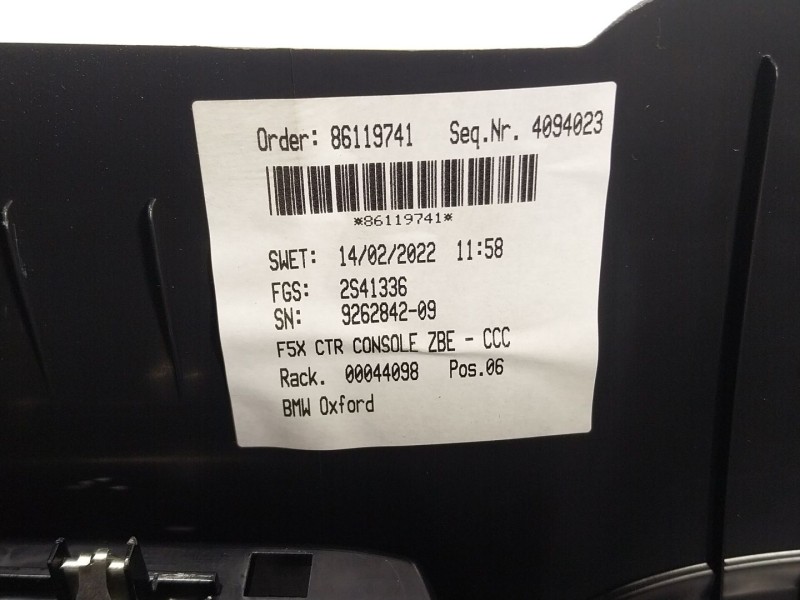 Order: 86119741 Seq.Nr. 4094023
*86119741*
SWET: 14/02/2022 11:58
FGS: 2S41336
SN: 9262842-09
F5X CTR CONSOLE ZBE - CCC
Rack. 00044098 Pos.06
BMW Oxford